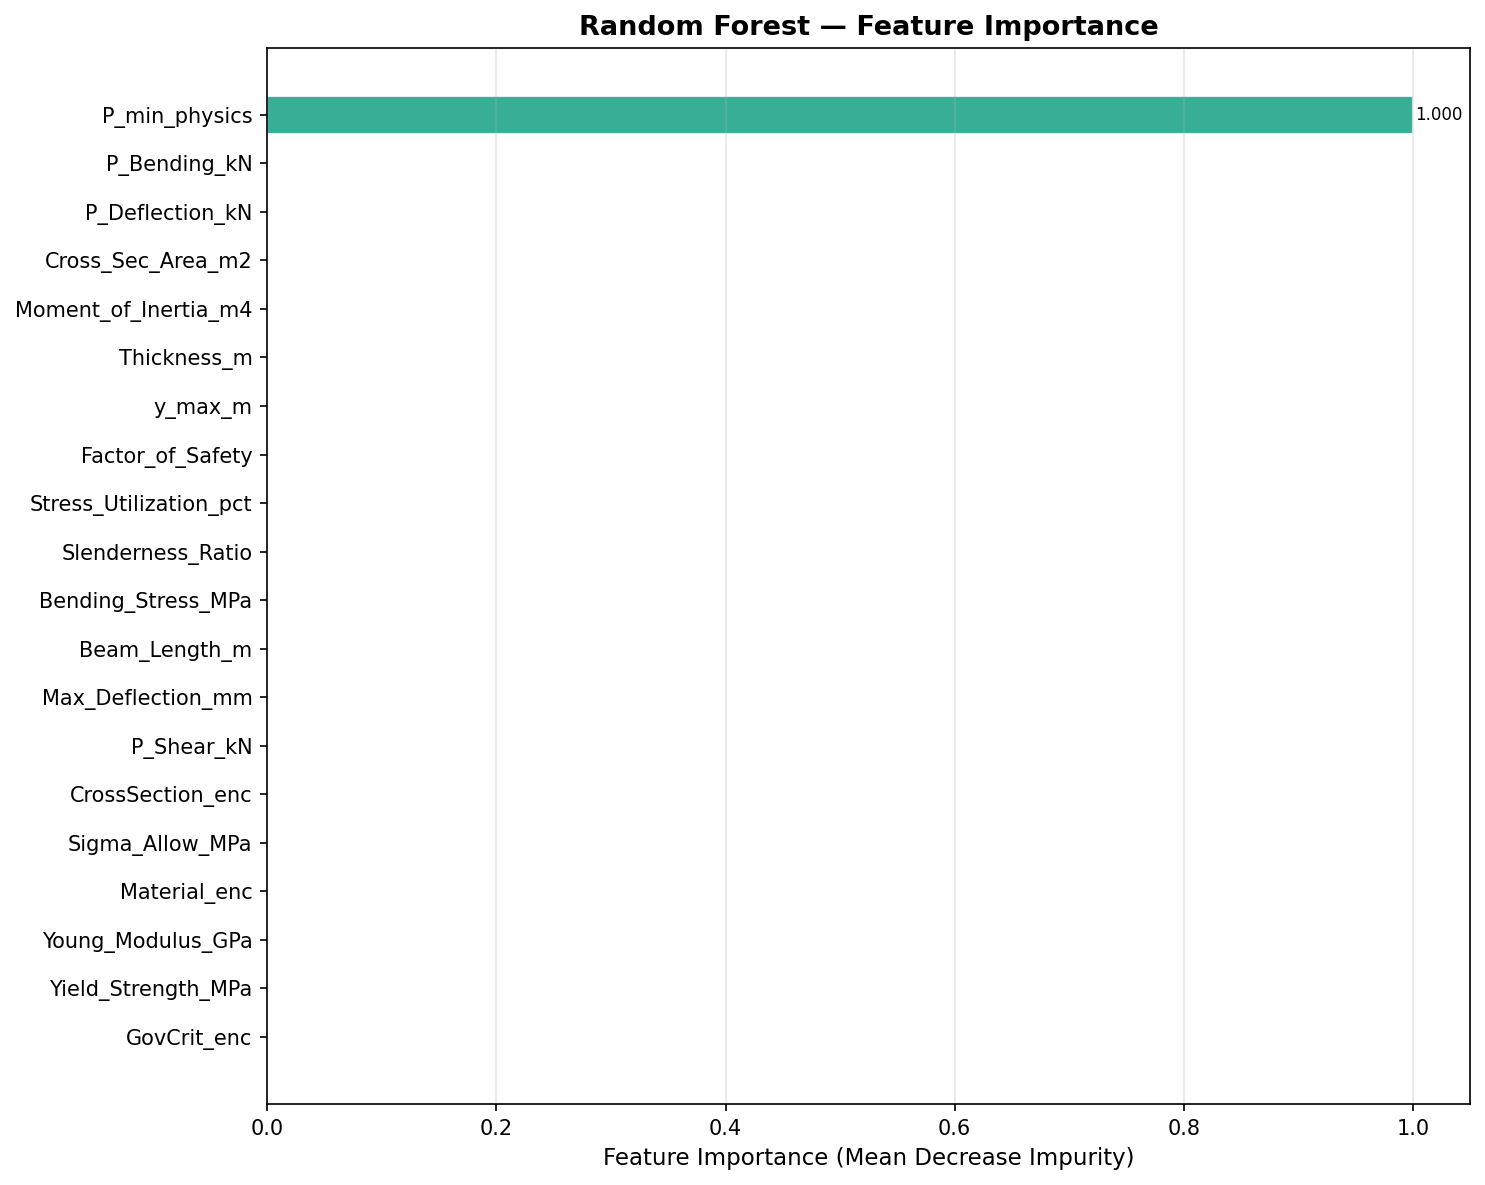 Random Forest — Feature Importance
P_min_physics
1.000
P_Bending_kN
P_Deflection_kN
Cross_Sec_Area_m2
Moment_of_Inertia_m4
Thickness_m
y_max_m
Factor_of_Safety
Stress_Utilization_pct
Slenderness_Ratio
Bending_Stress_MPa
Beam_Length_m
Max_Deflection_mm
P_Shear_kN
CrossSection_enc
Sigma_Allow_MPa
Material_enc
Young_Modulus_GPa
Yield_Strength_MPa
GovCrit_enc
0.0 0.2 0.4 0.6 0.8 1.0
Feature Importance (Mean Decrease Impurity)